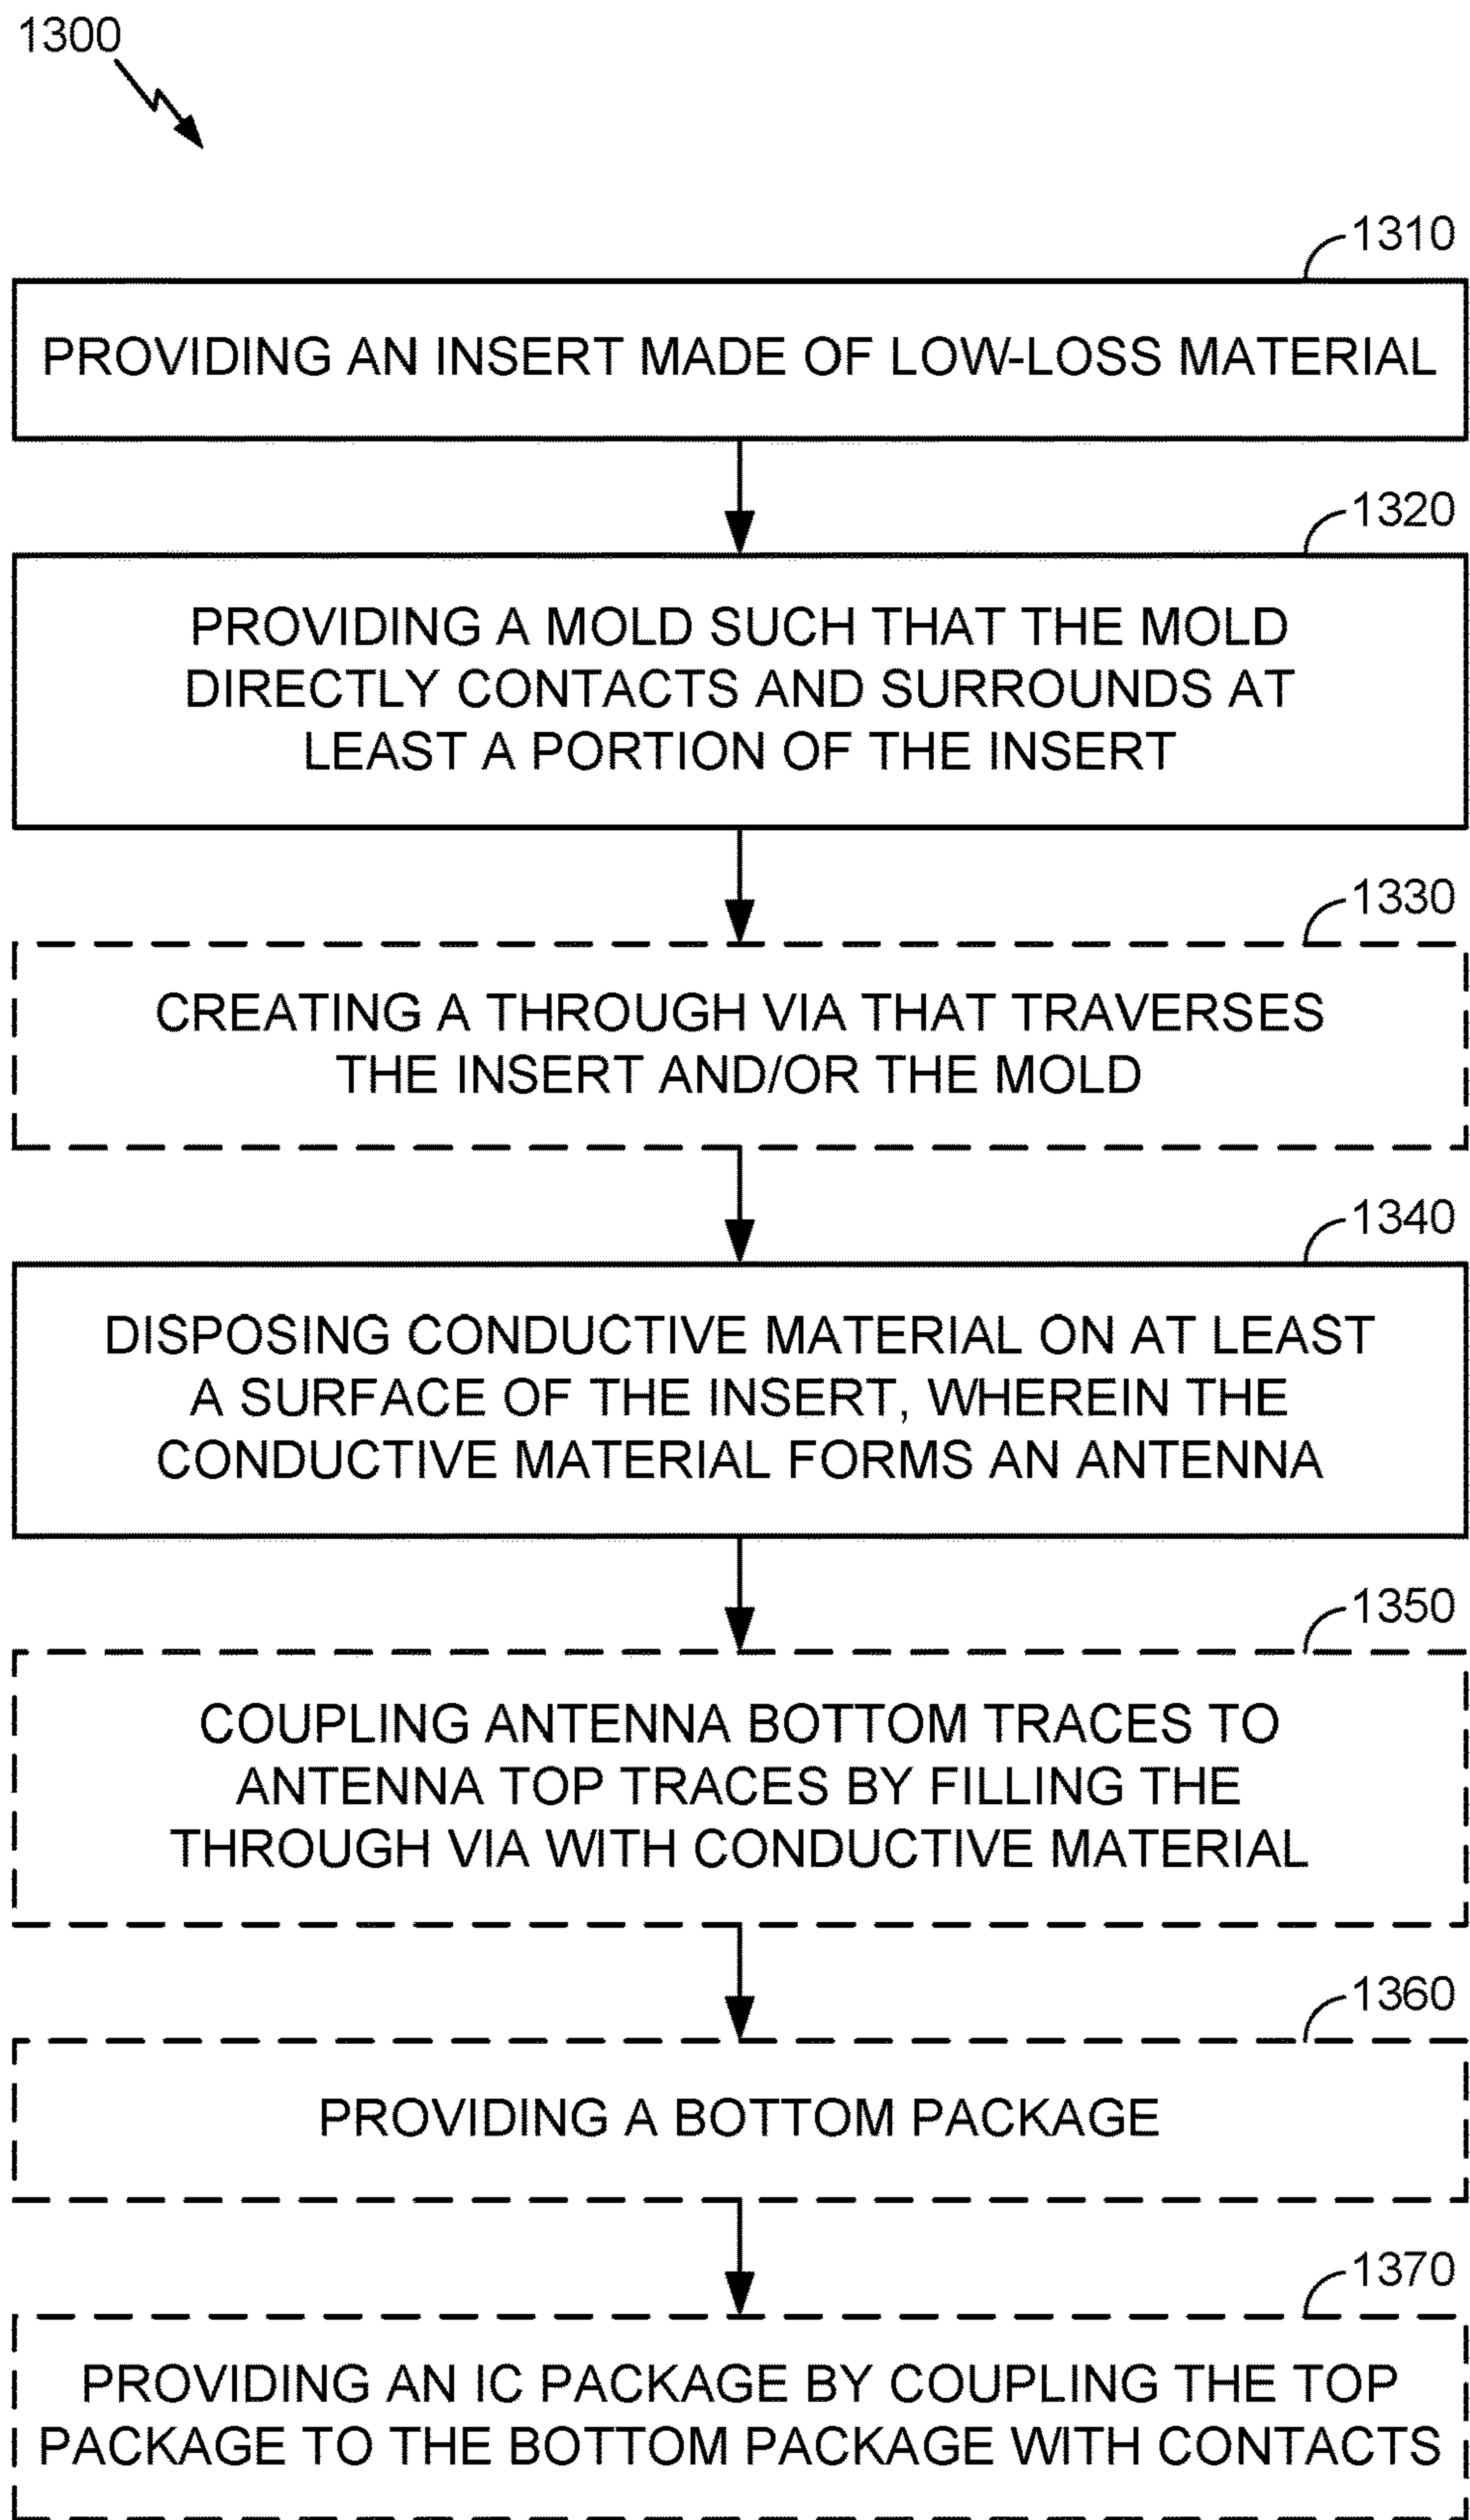 1300
1310
PROVIDING AN INSERT MADE OF LOW-LOSS MATERIAL
1320
PROVIDING A MOLD SUCH THAT THE MOLD
DIRECTLY CONTACTS AND SURROUNDS AT
LEAST A PORTION OF THE INSERT
1330
CREATING A THROUGH VIA THAT TRAVERSES
THE INSERT AND/OR THE MOLD
1340
DISPOSING CONDUCTIVE MATERIAL ON AT LEAST
A SURFACE OF THE INSERT, WHEREIN THE
CONDUCTIVE MATERIAL FORMS AN ANTENNA
1350
COUPLING ANTENNA BOTTOM TRACES TO
ANTENNA TOP TRACES BY FILLING THE
THROUGH VIA WITH CONDUCTIVE MATERIAL
1360
PROVIDING A BOTTOM PACKAGE
1370
PROVIDING AN IC PACKAGE BY COUPLING THE TOP
PACKAGE TO THE BOTTOM PACKAGE WITH CONTACTS